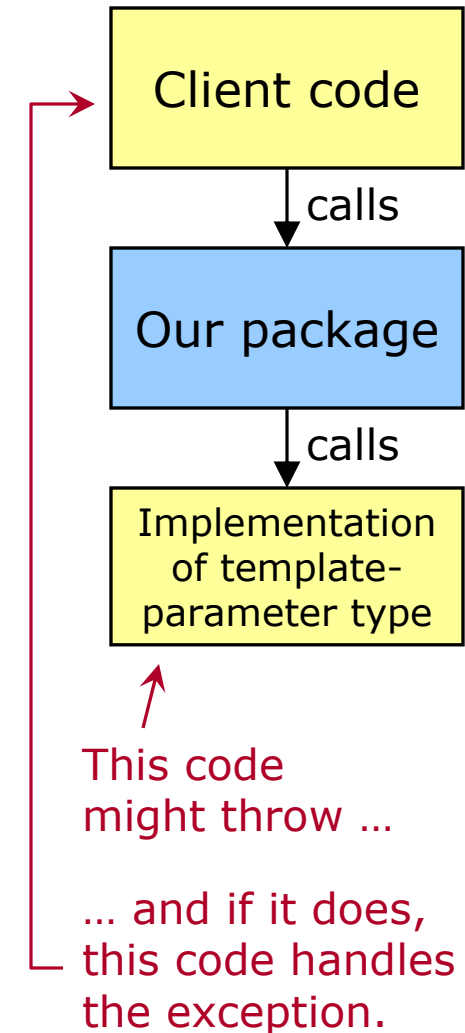 Client code
calls
Our package
calls
Implementation
of template-
parameter type
This code
might throw …
… and if it does,
this code handles
the exception.